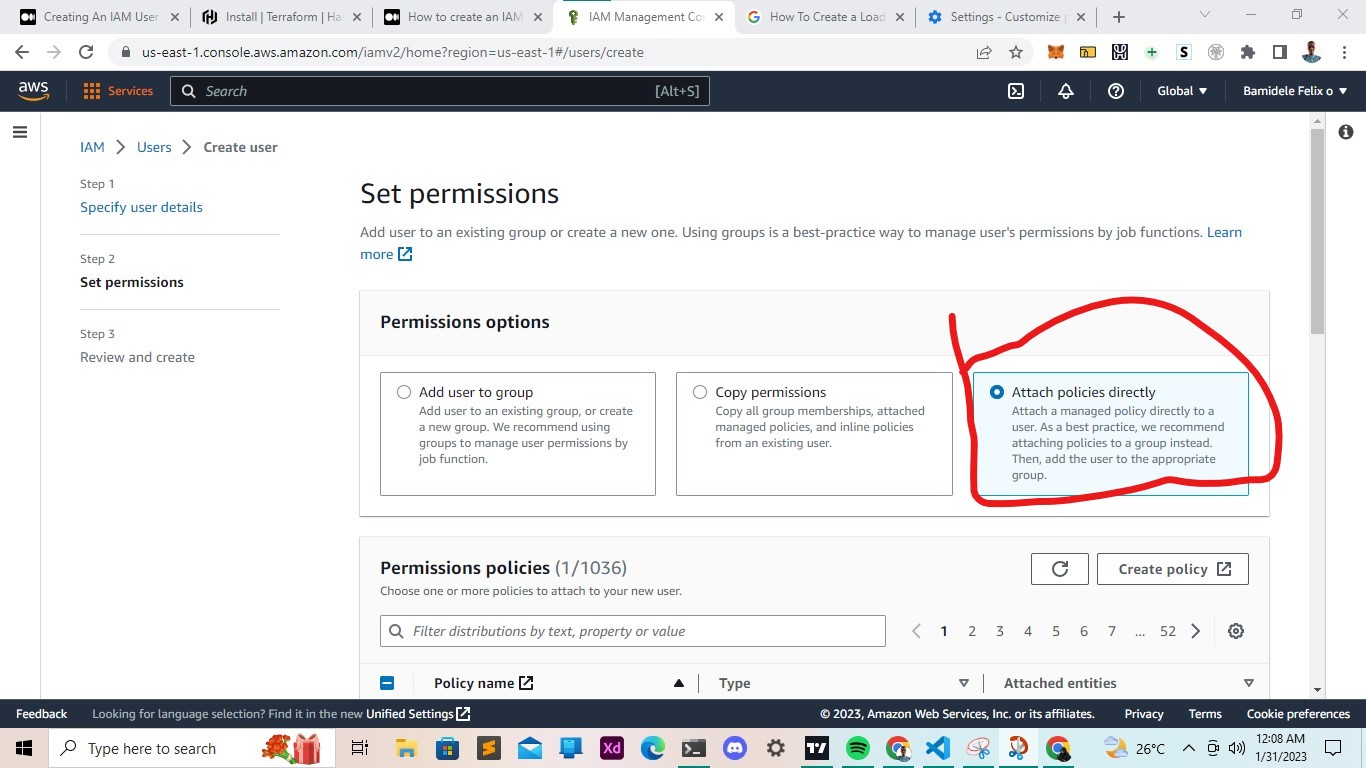 Creating An IAM User
Install | Terraform | Ha
How to create an IAM
IAM Management Co
How To Create a Load
Settings - Customize
us-east-1.console.aws.amazon.com/iamv2/home?region=us-east-1#/users/create
aws
Services
Search
[Alt+S]
Global
Bamidele Felix o
IAM > Users > Create user
Step 1
Specify user details
Step 2
Set permissions
Step 3
Review and create
Set permissions
Add user to an existing group or create a new one. Using groups is a best-practice way to manage user's permissions by job functions. Learn
more
Permissions options
Add user to group
Add user to an existing group, or create
a new group. We recommend using
groups to manage user permissions by
job function.
Copy permissions
Copy all group memberships, attached
managed policies, and inline policies
from an existing user.
Attach policies directly
Attach a managed policy directly to a
user. As a best practice, we recommend
attaching policies to a group instead.
Then, add the user to the appropriate
group.
Permissions policies (1/1036)
Choose one or more policies to attach to your new user.
Create policy
Filter distributions by text, property or value
1 2 3 4 5 6 7 ... 52
Policy name
Type
Attached entities
Feedback
Looking for language selection? Find it in the new Unified Settings
© 2023, Amazon Web Services, Inc. or its affiliates.
Privacy
Terms
Cookie preferences
Type here to search
Xd
26°C
12:08 AM
1/31/2023